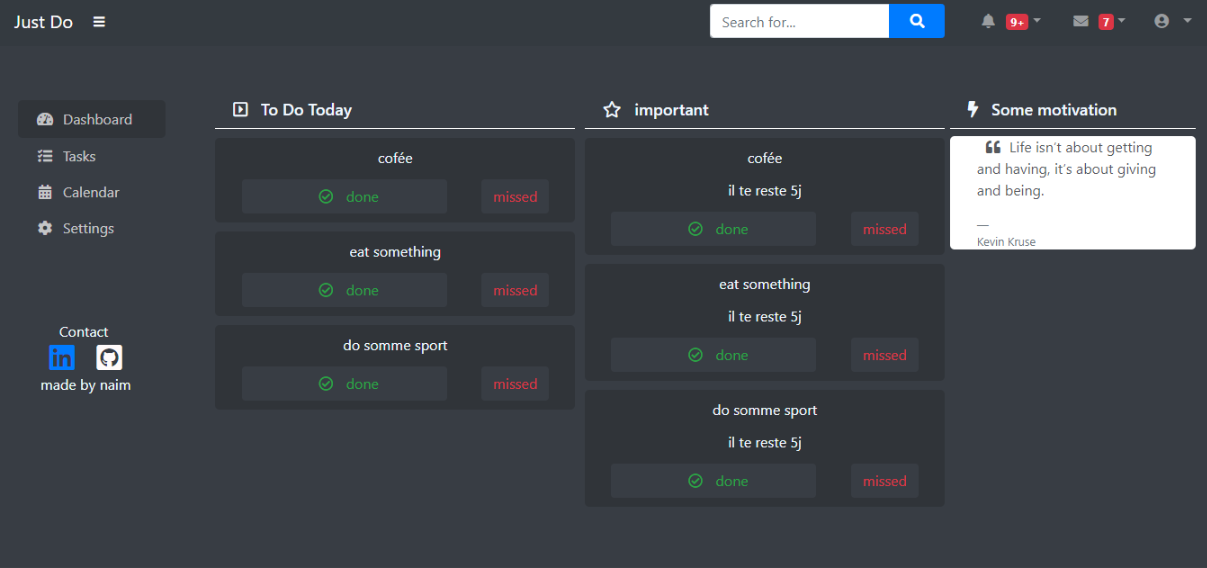 Just Do
Search for...
9+
7
Dashboard
Tasks
Calendar
Settings
Contact
in
made by naim
To Do Today
cofée
done missed
eat something
done missed
do somme sport
done missed
important
cofée
il te reste 5j
done missed
eat something
il te reste 5j
done missed
do somme sport
il te reste 5j
done missed
Some motivation
“ Life isn’t about getting
and having, it’s about giving
and being.
—
Kevin Kruse